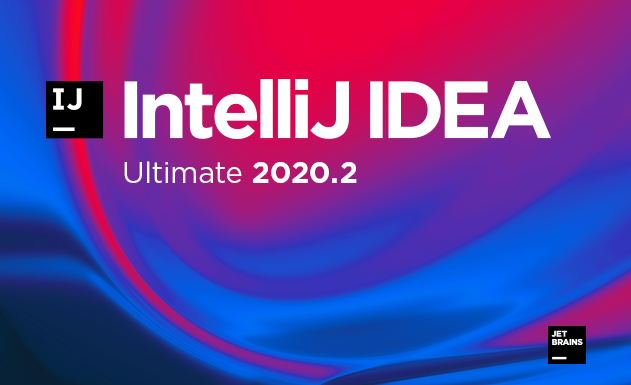 IJ
IntelliJ IDEA
Ultimate 2020.2
JET
BRAINS